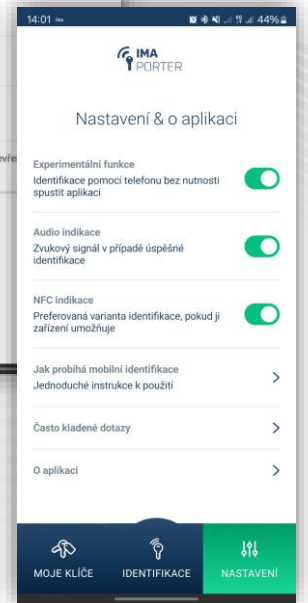 14:01
44%
IMA
PORTER
Nastavení & o aplikaci
Experimentální funkce
Identifikace pomocí telefonu bez nutnosti
spustit aplikaci
Audio indikace
Zvukový signál v případě úspěšné
identifikace
NFC indikace
Preferovaná varianta identifikace, pokud ji
zařízení umožňuje
Jak probíhá mobilní identifikace
Jednoduché instrukce k použití
Často kladené dotazy
O aplikaci
MOJE KLÍČE IDENTIFIKACE NASTAVENÍ